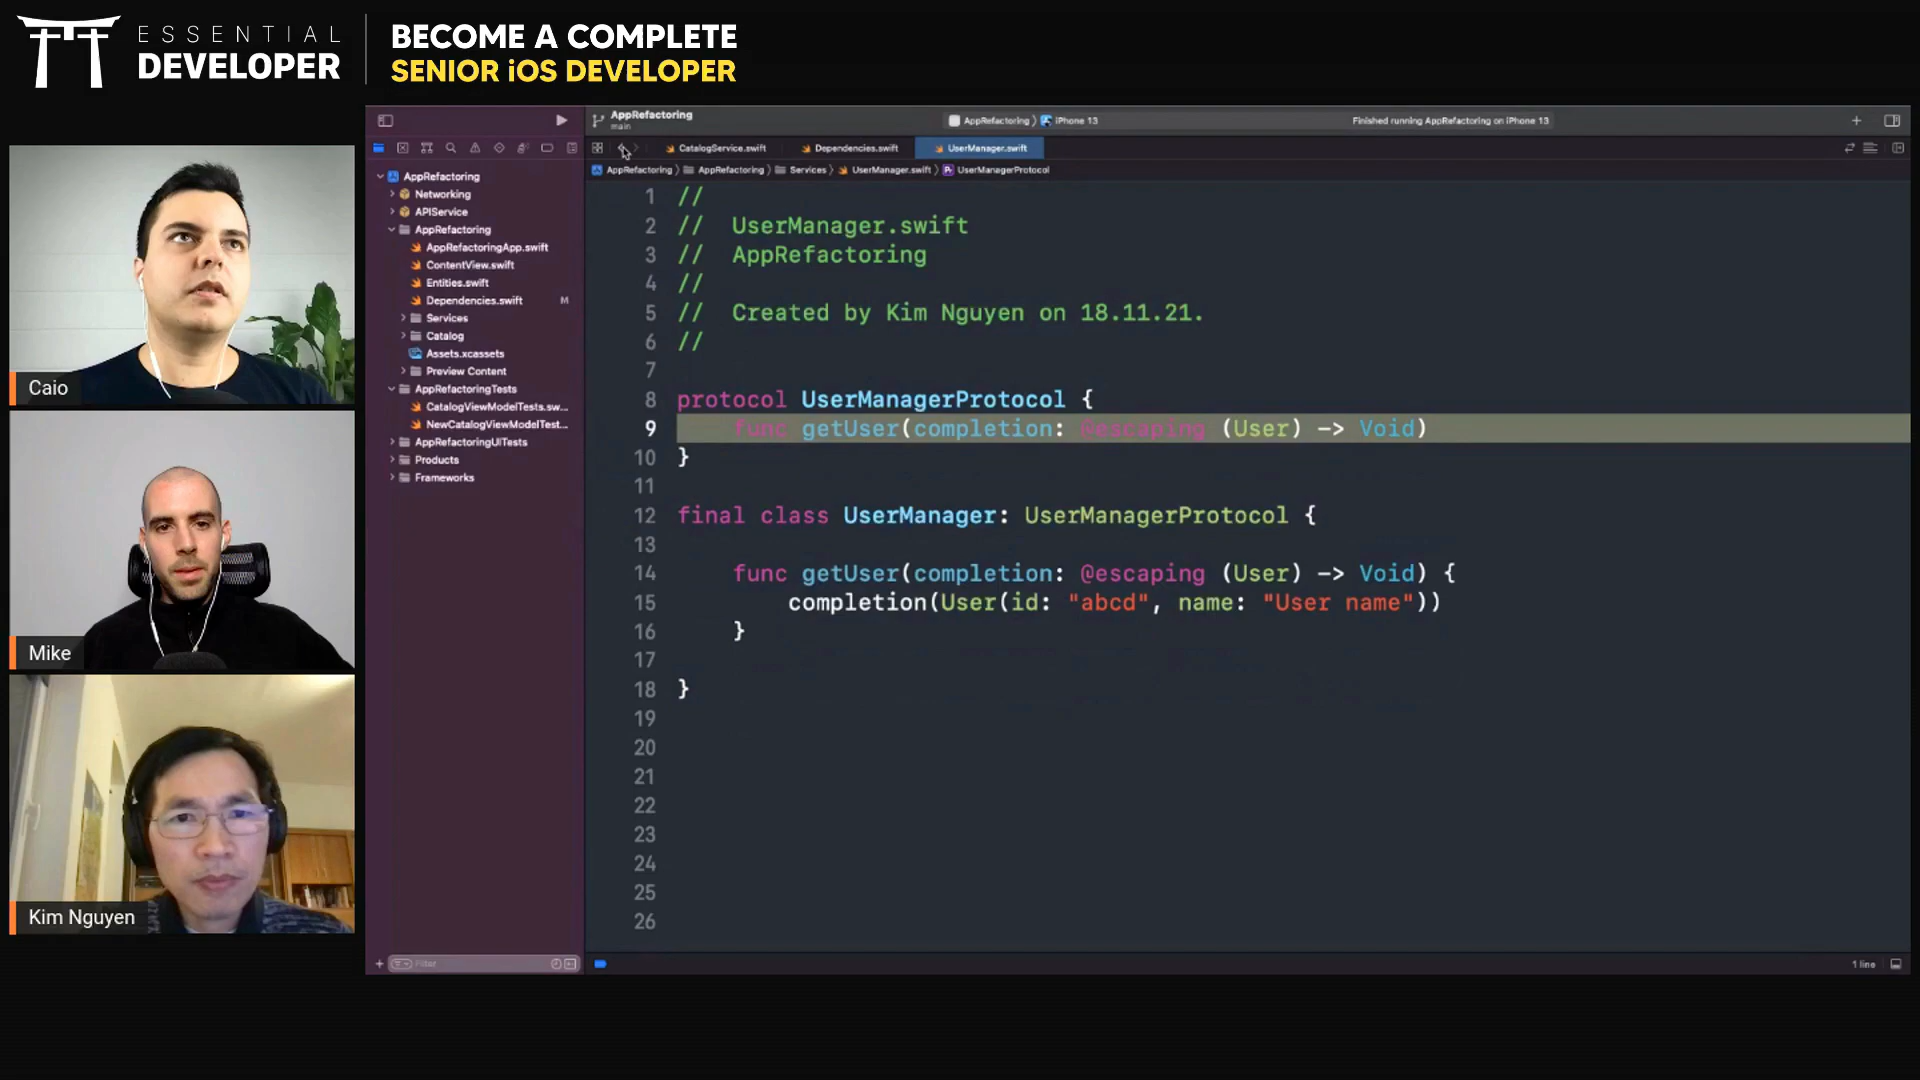 ESSENTIAL
DEVELOPER
BECOME A COMPLETE
SENIOR iOS DEVELOPER
Caio
Mike
Kim Nguyen
AppRefactoring
main
AppRefactoring
iPhone 13
Finished running AppRefactoring on iPhone 13
CatalogService.swift
Dependencies.swift
UserManager.swift
AppRefactoring
AppRefactoring
Services
UserManager.swift
Pr
UserManagerProtocol
AppRefactoring
Networking
APIService
AppRefactoring
AppRefactoringApp.swift
ContentView.swift
Entities.swift
Dependencies.swift M
Services
Catalog
Assets.xcassets
Preview Content
AppRefactoringTests
CatalogViewModelTests.sw...
NewCatalogViewModelTest...
AppRefactoringUITests
Products
Frameworks
Filter
1 //
2 // UserManager.swift
3 // AppRefactoring
4 //
5 // Created by Kim Nguyen on 18.11.21.
6 //
7
8 protocol UserManagerProtocol {
9 func getUser(completion: @escaping (User) -> Void)
10 }
11
12 final class UserManager: UserManagerProtocol {
13
14 func getUser(completion: @escaping (User) -> Void) {
15 completion(User(id: "abcd", name: "User name"))
16 }
17
18 }
19
20
21
22
23
24
25
26
1 line